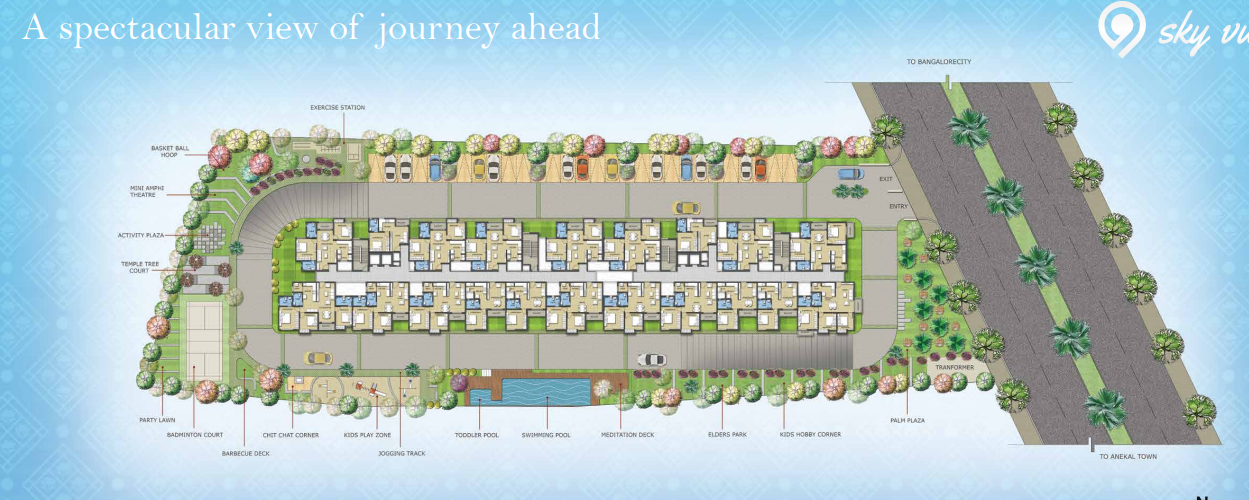 A spectacular view of journey ahead
sky vu
TO BANGALORECITY
EXERCISE STATION
BASKET BALL
HOOP
MINI AMPHI
THEATRE
ACTIVITY PLAZA
TEMPLE TREE
COURT
EXIT
ENTRY
TRANFORMER
PARTY LAWN
BADMINTON COURT
BARBECUE DECK
CHIT CHAT CORNER
KIDS PLAY ZONE
JOGGING TRACK
TODDLER POOL
SWIMMING POOL
MEDITATION DECK
ELDERS PARK
KIDS HOBBY CORNER
PALM PLAZA
TO ANEKAL TOWN